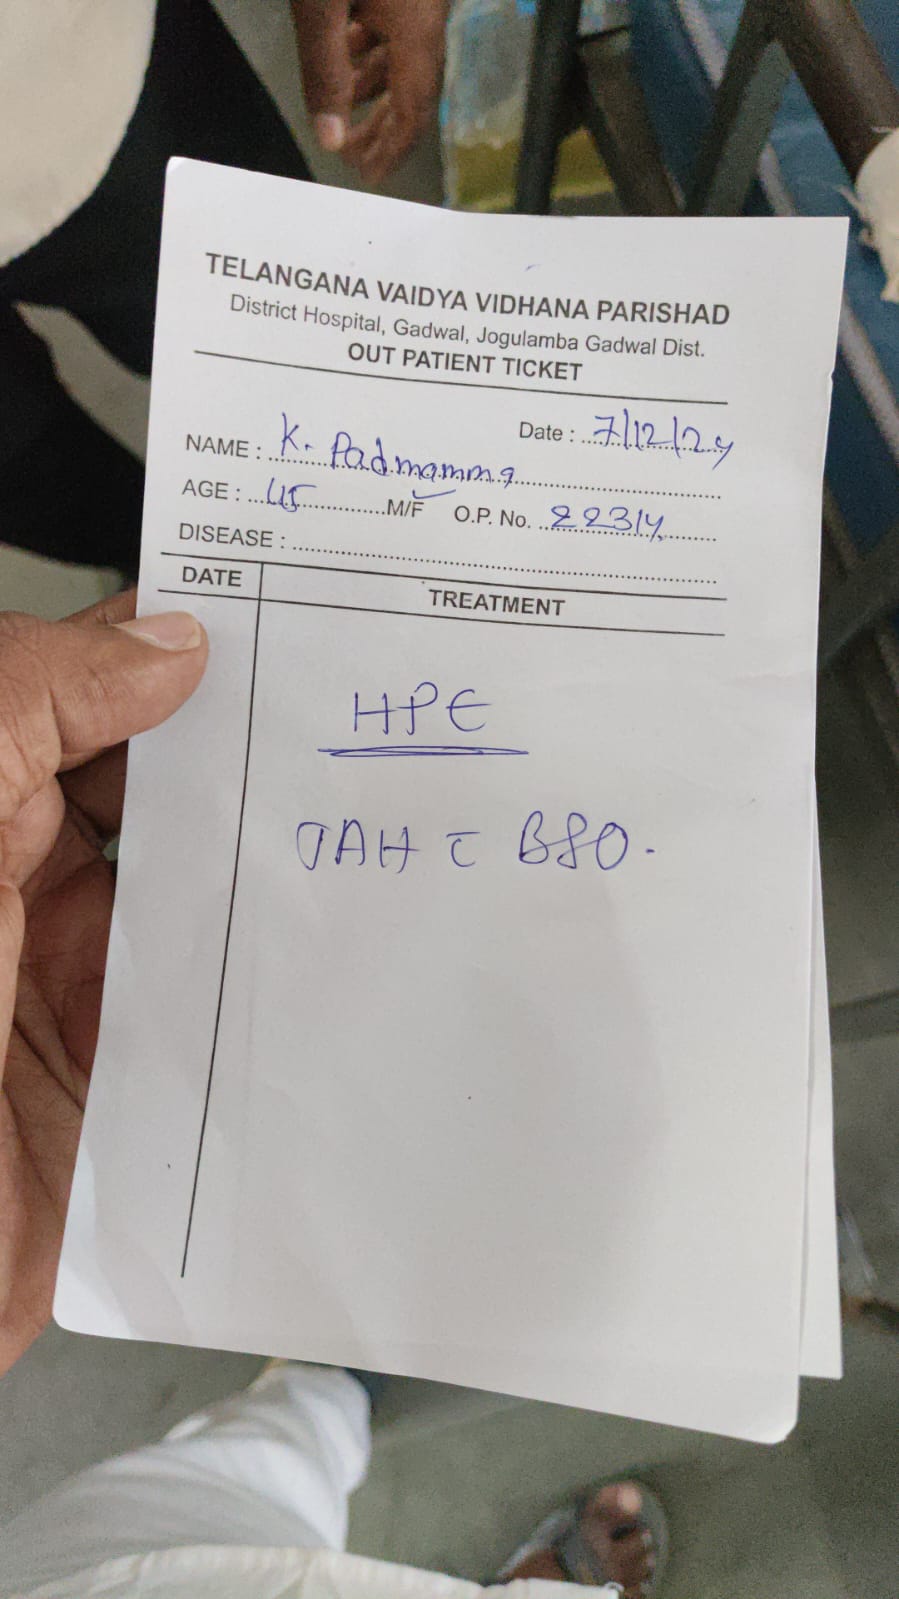 TELANGANA VAIDYA VIDHANA PARISHAD
District Hospital, Gadwal, Jogulamba Gadwal Dist.
OUT PATIENT TICKET
Date : 7/12/24
NAME : K. Padmamma
AGE : 45 M/F ✓ O.P. No. 22314
DISEASE :
DATE TREATMENT
HPE
TAH c̅ BSO.